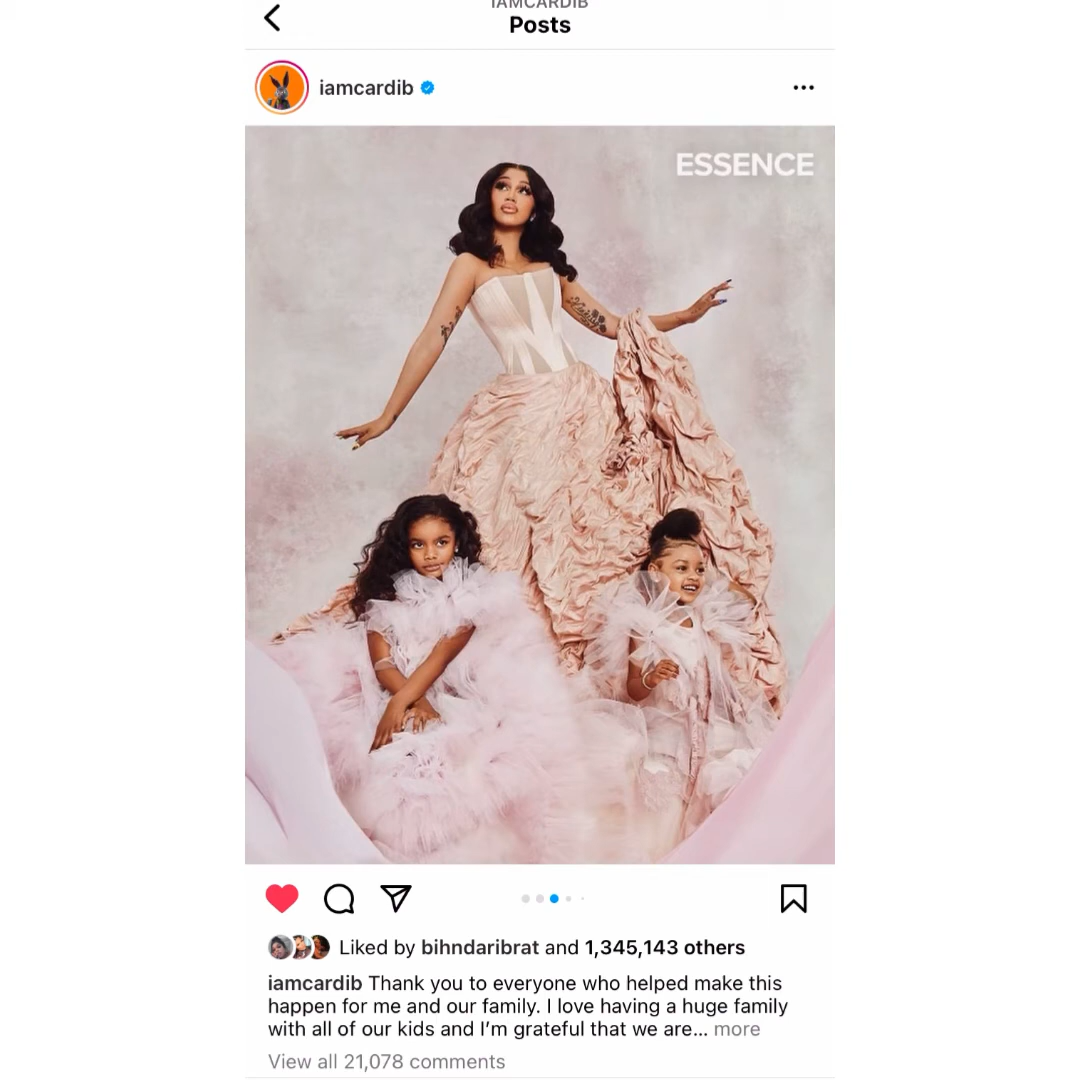 IAMCARDIB
Posts
iamcardib
ESSENCE
Liked by bihndaribrat and 1,345,143 others
iamcardib Thank you to everyone who helped make this
happen for me and our family. I love having a huge family
with all of our kids and I’m grateful that we are... more
View all 21,078 comments